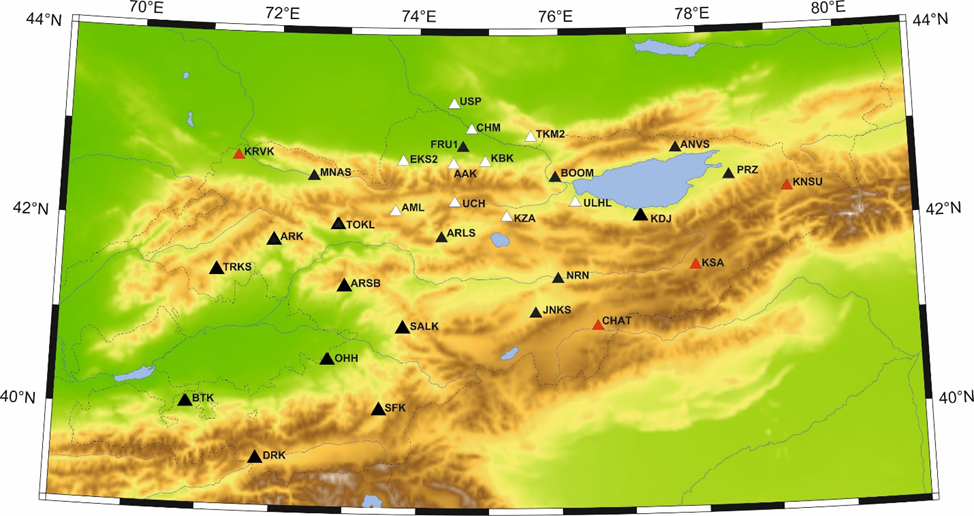 70°E 72°E 74°E 76°E 78°E 80°E
44°N 44°N
USP
CHM
TKM2
FRU1
ANVS
KRVK
EKS2
KBK
AAK
MNAS
BOOM
PRZ
KNSU
42°N
AML
UCH
ULHL
42°N
KZA
KDJ
TOKL
ARLS
ARK
TRKS
KSA
NRN
ARSB
JNKS
CHAT
SALK
OHH
40°N
BTK
40°N
SFK
DRK